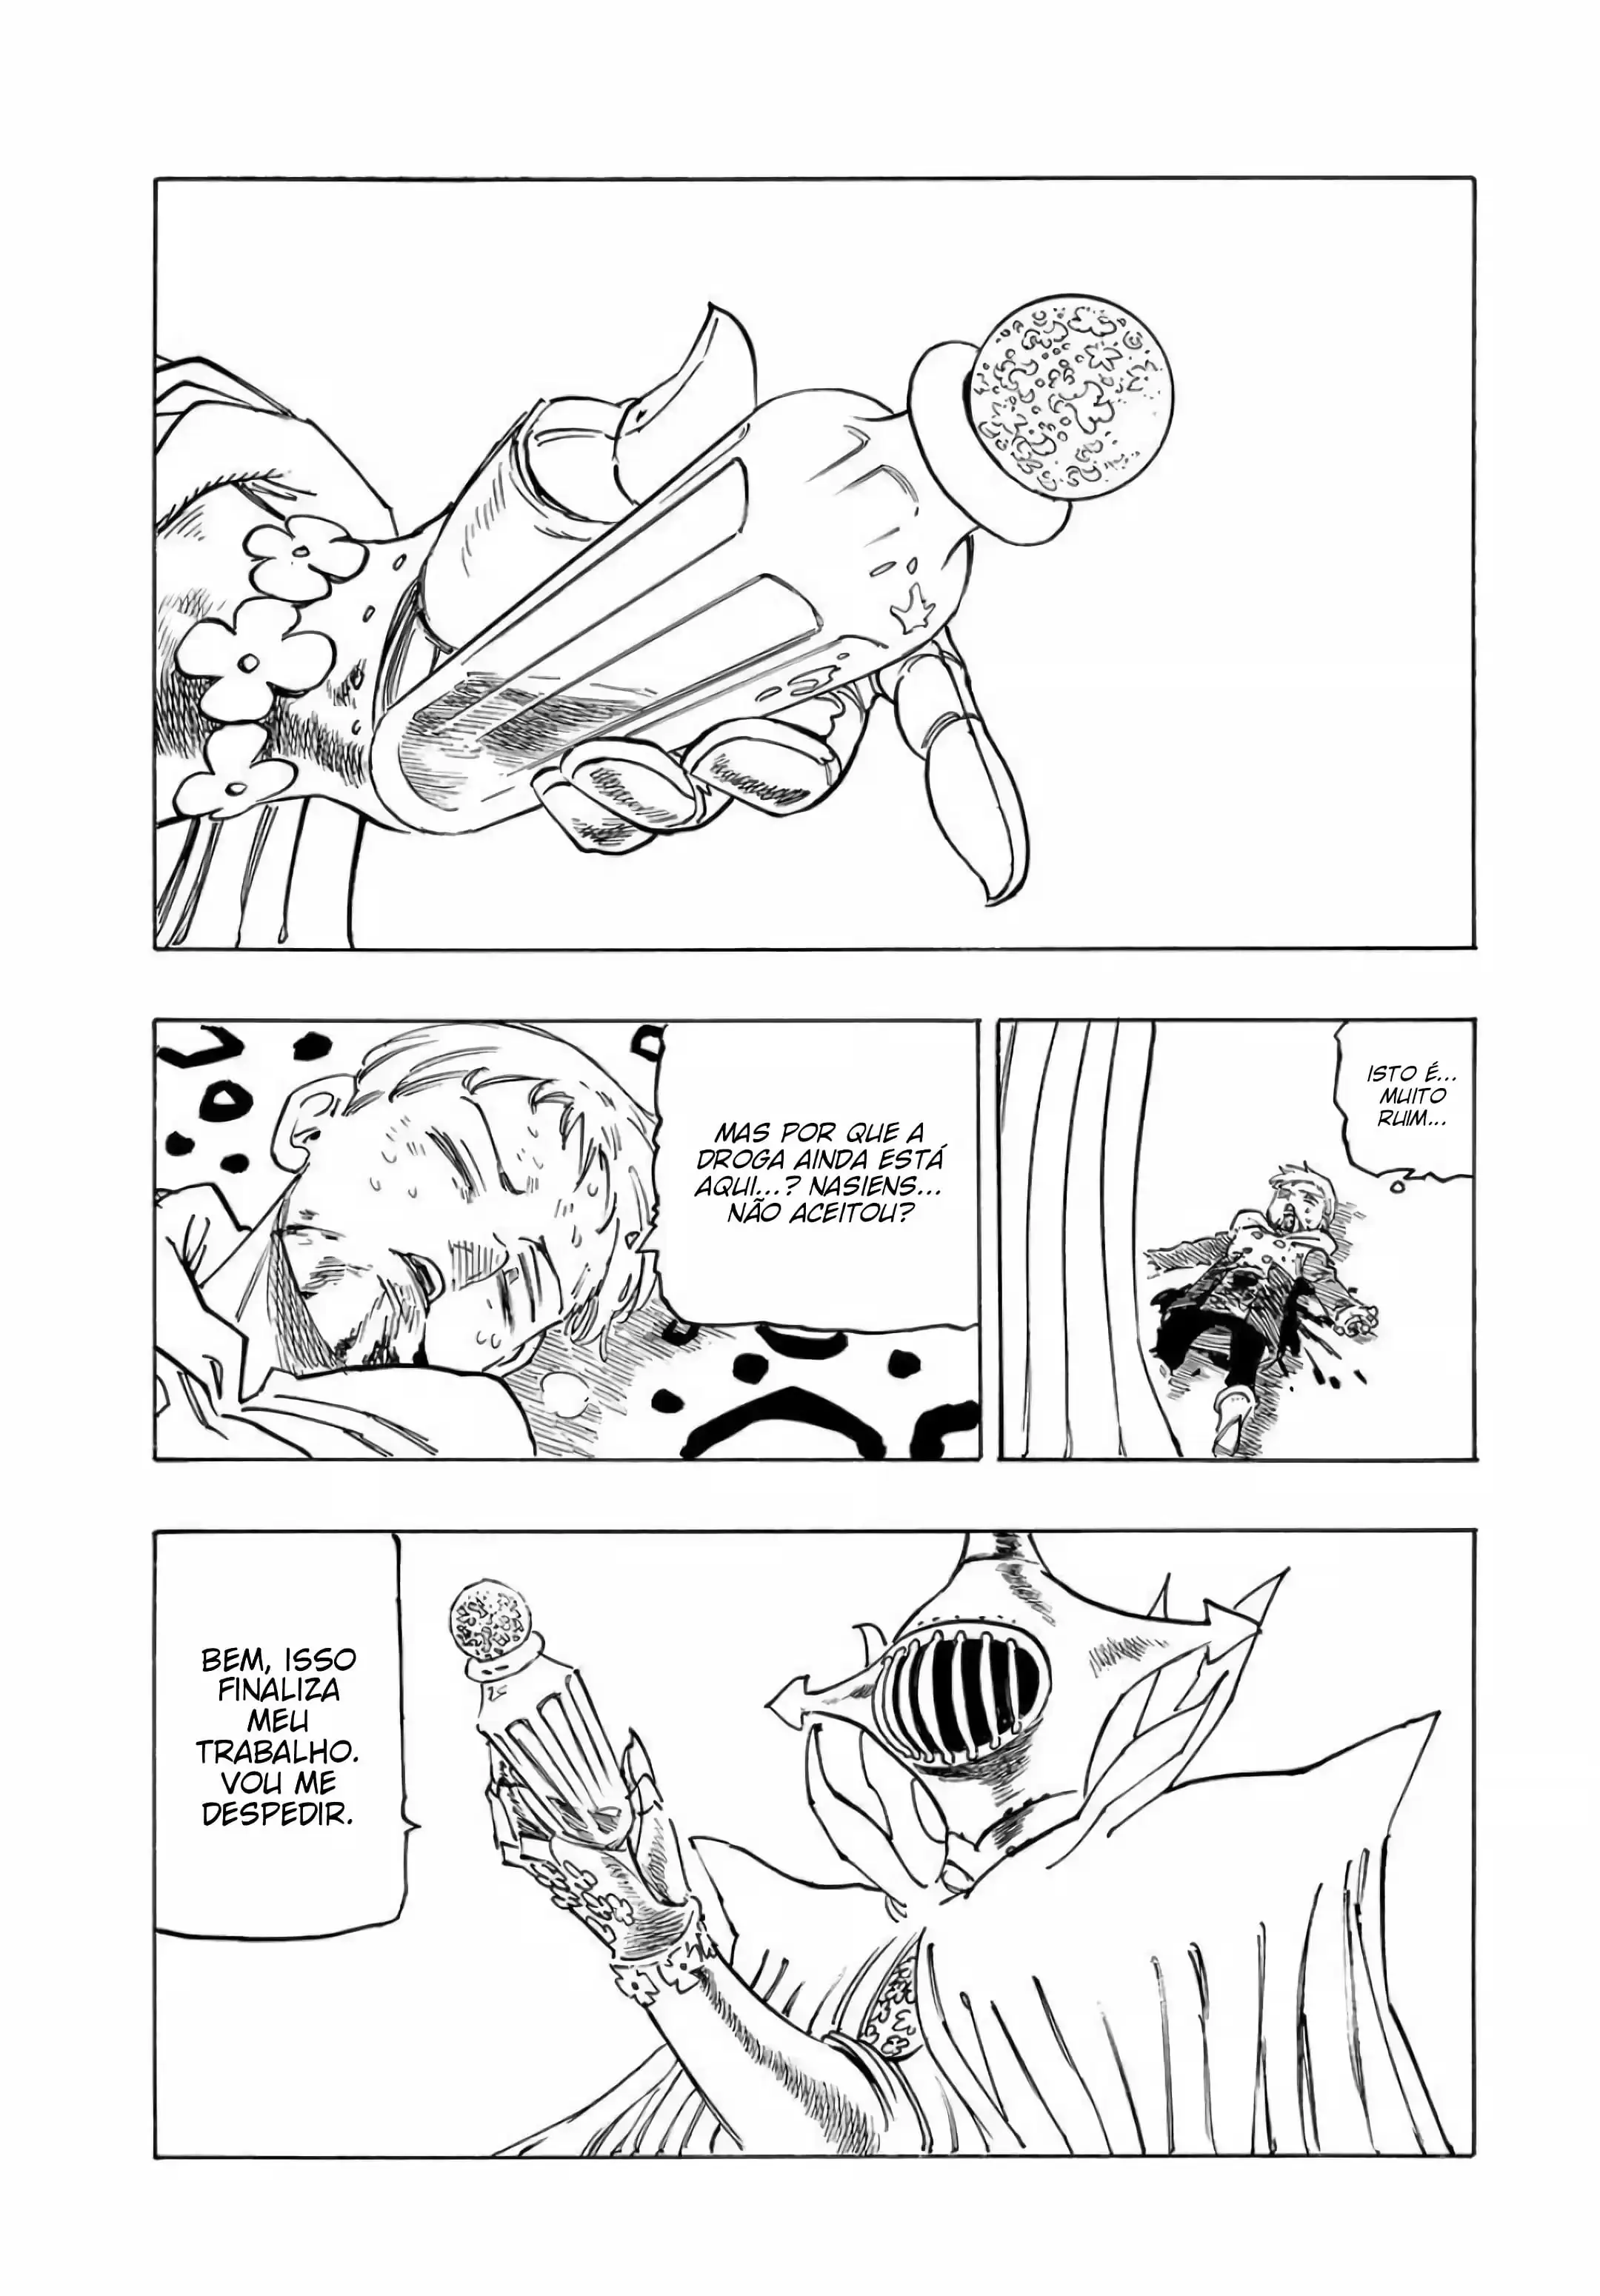 ISTO É...
MUITO
RUIM...
MAS POR QUE A
DROGA AINDA ESTÁ
AQUI...? NASIENS...
NÃO ACEITOU?
BEM, ISSO
FINALIZA
MEU
TRABALHO.
VOU ME
DESPEDIR.